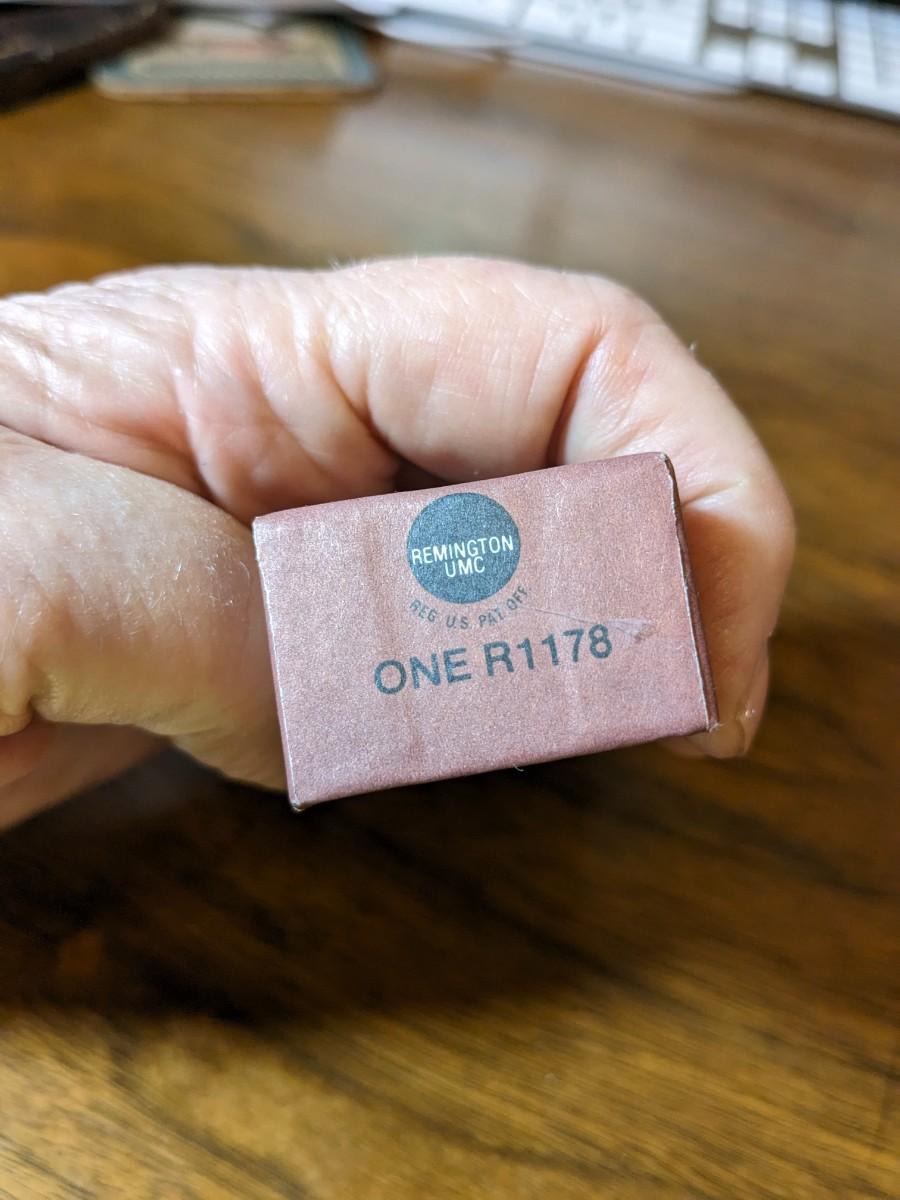 REMINGTON
UMC
REG. U.S. PAT. OFF
ONE R1178